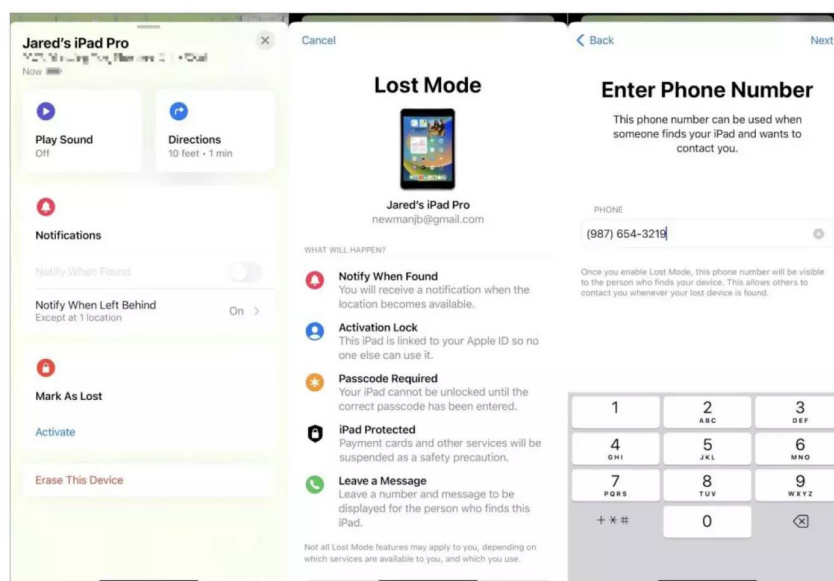 Jared's iPad Pro
Now
Play Sound
Off
Directions
10 feet • 1 min
Notifications
Notify When Found
Notify When Left Behind
Except at 1 location
On
Mark As Lost
Activate
Erase This Device
Cancel
Lost Mode
Jared's iPad Pro
newmanjb@gmail.com
WHAT WILL HAPPEN?
Notify When Found
You will receive a notification when the
location becomes available.
Activation Lock
This iPad is linked to your Apple ID so no
one else can use it.
Passcode Required
Your iPad cannot be unlocked until the
correct passcode has been entered.
iPad Protected
Payment cards and other services will be
suspended as a safety precaution.
Leave a Message
Leave a number and message to be
displayed for the person who finds this
iPad.
Not all Lost Mode features may apply to you, depending on
which services are available to you, and which you use.
Back
Next
Enter Phone Number
This phone number can be used when
someone finds your iPad and wants to
contact you.
PHONE
(987) 654-3219
Once you enable Lost Mode, this phone number will be visible
to the person who finds your device. This allows others to
contact you whenever your lost device is found.
1 2 3
ABC DEF
4 5 6
GHI JKL MNO
7 8 9
PQRS TUV WXYZ
+ * # 0